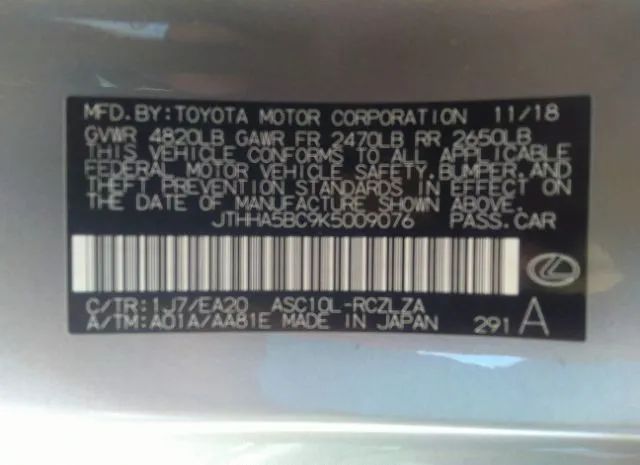 MFD. BY: TOYOTA MOTOR CORPORATION 11/18
GVWR 4820LB GAWR FR 2470LB RR 2650LB
THIS VEHICLE CONFORMS TO ALL APPLICABLE
FEDERAL MOTOR VEHICLE SAFETY, BUMPER, AND
THEFT PREVENTION STANDARDS IN EFFECT ON
THE DATE OF MANUFACTURE SHOWN ABOVE.
JTHHA5BC9K5009076 PASS. CAR
C/TR: 1J7/EA20 ASC10L-RCZLZA
A/TM: A01A/AA81E MADE IN JAPAN 291 A